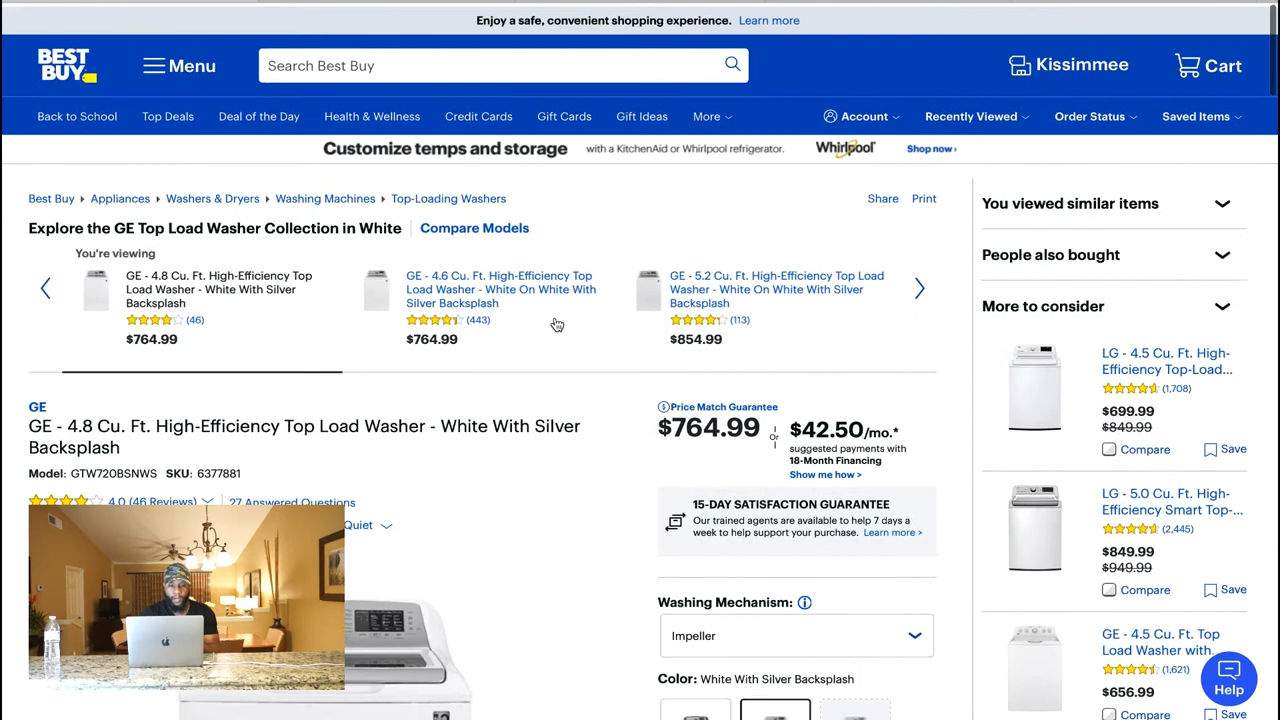 Enjoy a safe, convenient shopping experience. Learn more
BEST BUY
Menu
Search Best Buy
Kissimmee
Cart
Back to School
Top Deals
Deal of the Day
Health & Wellness
Credit Cards
Gift Cards
Gift Ideas
More
Account
Recently Viewed
Order Status
Saved Items
Customize temps and storage with a KitchenAid or Whirlpool refrigerator. Whirlpool Shop now›
Best Buy
Appliances
Washers & Dryers
Washing Machines
Top-Loading Washers
Share
Print
Explore the GE Top Load Washer Collection in White
Compare Models
You're viewing
GE - 4.8 Cu. Ft. High-Efficiency Top
Load Washer - White With Silver
Backsplash
(46)
$764.99
GE - 4.6 Cu. Ft. High-Efficiency Top
Load Washer - White On White With
Silver Backsplash
(443)
$764.99
GE - 5.2 Cu. Ft. High-Efficiency Top Load
Washer - White On White With Silver
Backsplash
(113)
$854.99
GE
GE - 4.8 Cu. Ft. High-Efficiency Top Load Washer - White With Silver
Backsplash
Model: GTW720BSNWS SKU: 6377881
4.0 (46 Reviews)
27 Answered Questions
Quiet
Price Match Guarantee
$764.99
Or
$42.50/mo.*
suggested payments with
18-Month Financing
Show me how >
15-DAY SATISFACTION GUARANTEE
Our trained agents are available to help 7 days a
week to help support your purchase. Learn more >
Washing Mechanism:
Impeller
Color: White With Silver Backsplash
You viewed similar items
People also bought
More to consider
LG - 4.5 Cu. Ft. High-
Efficiency Top-Load...
(1,708)
$699.99
$849.99
Compare
Save
LG - 5.0 Cu. Ft. High-
Efficiency Smart Top-...
(2,445)
$849.99
$949.99
Compare
Save
GE - 4.5 Cu. Ft. Top
Load Washer with...
(1,621)
$656.99
Compare
Save
Help